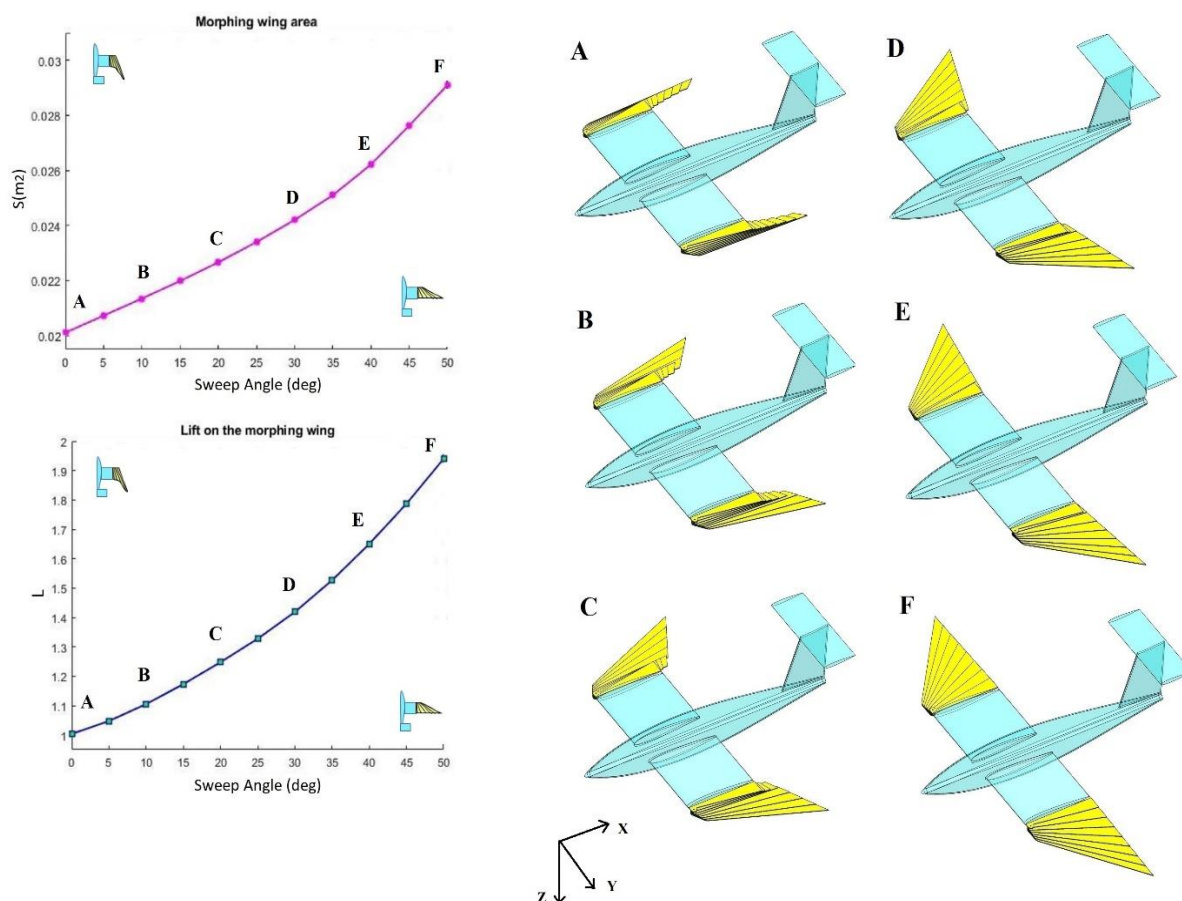 Morphing wing area
0.03
0.028
0.026
0.024
0.022
0.02
S(m2)
A
B
C
D
E
F
0 5 10 15 20 25 30 35 40 45 50
Sweep Angle (deg)
Lift on the morphing wing
2
1.9
1.8
1.7
1.6
1.5
1.4
1.3
1.2
1.1
1
L
A
B
C
D
E
F
0 5 10 15 20 25 30 35 40 45 50
Sweep Angle (deg)
A
D
B
E
C
F
X
Y
Z